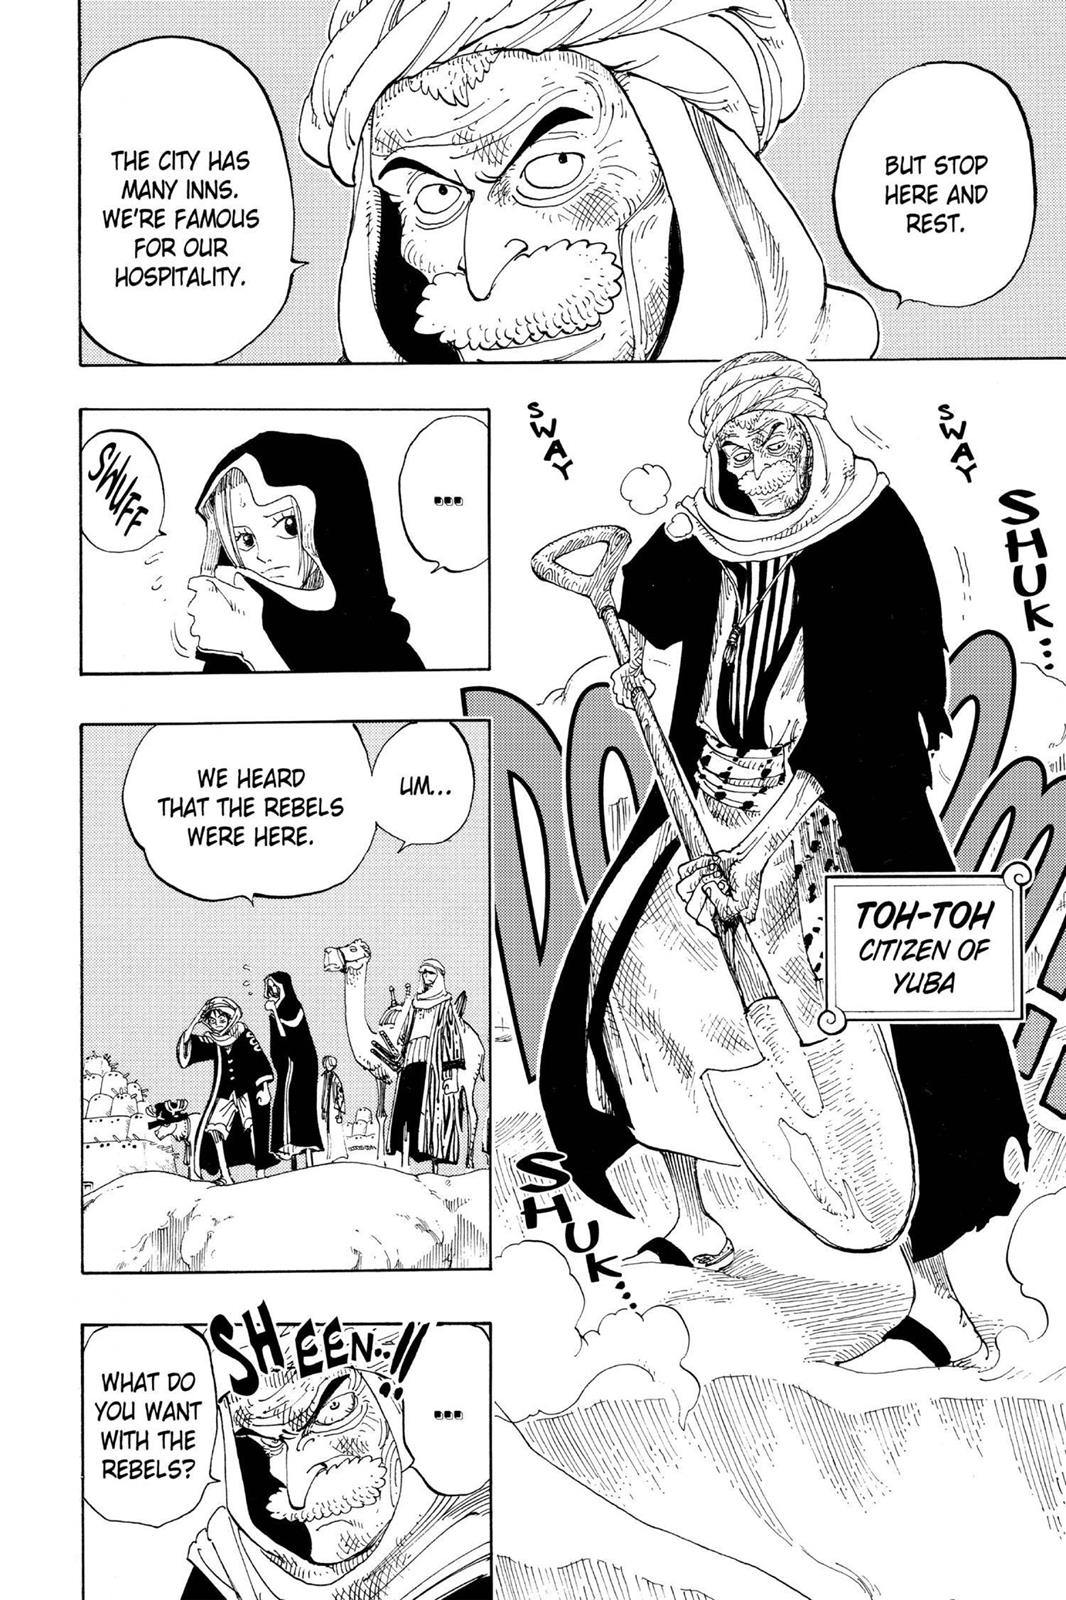 BUT STOP
HERE AND
REST.
THE CITY HAS
MANY INNS.
WE'RE FAMOUS
FOR OUR
HOSPITALITY.
SWAY
SWAY
SHUK...
DOOM!!
TOH-TOH
CITIZEN OF
YUBA
SHUK...
...
SWUFF
UM...
WE HEARD
THAT THE REBELS
WERE HERE.
SHEEN..!!
...
WHAT DO
YOU WANT
WITH THE
REBELS?